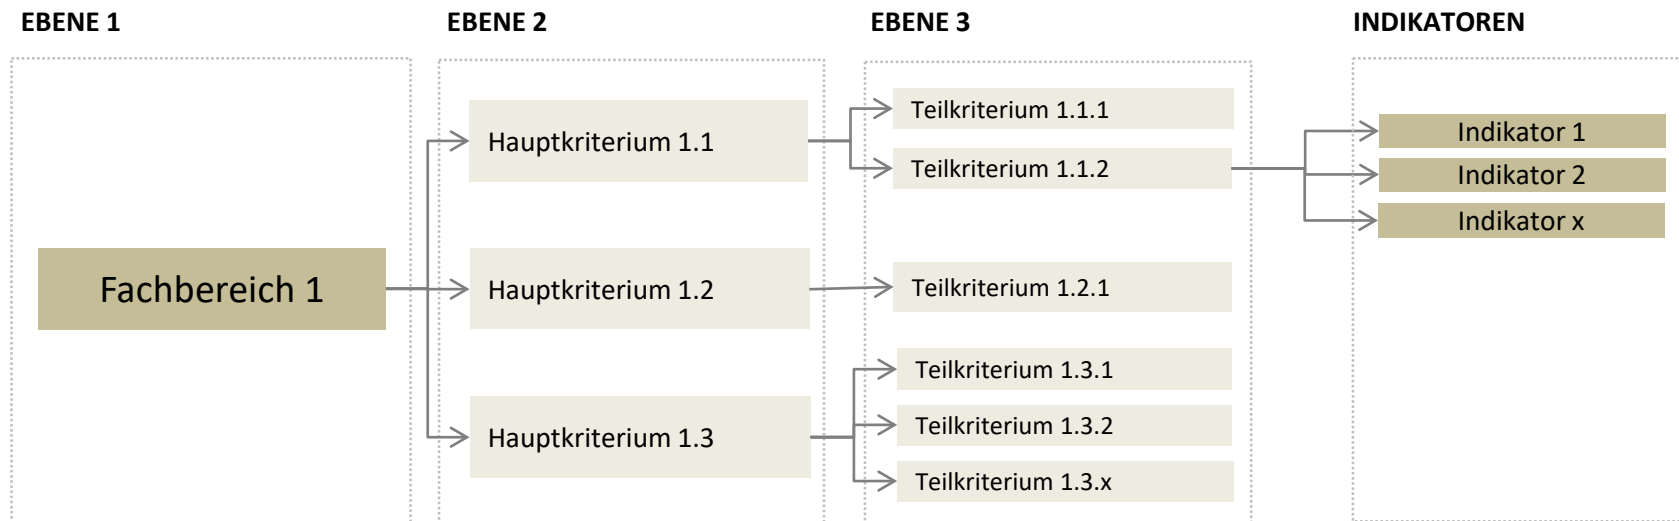 EBENE 1
EBENE 2
EBENE 3
INDIKATOREN
Fachbereich 1
Hauptkriterium 1.1
Hauptkriterium 1.2
Hauptkriterium 1.3
Teilkriterium 1.1.1
Teilkriterium 1.1.2
Teilkriterium 1.2.1
Teilkriterium 1.3.1
Teilkriterium 1.3.2
Teilkriterium 1.3.x
Indikator 1
Indikator 2
Indikator x